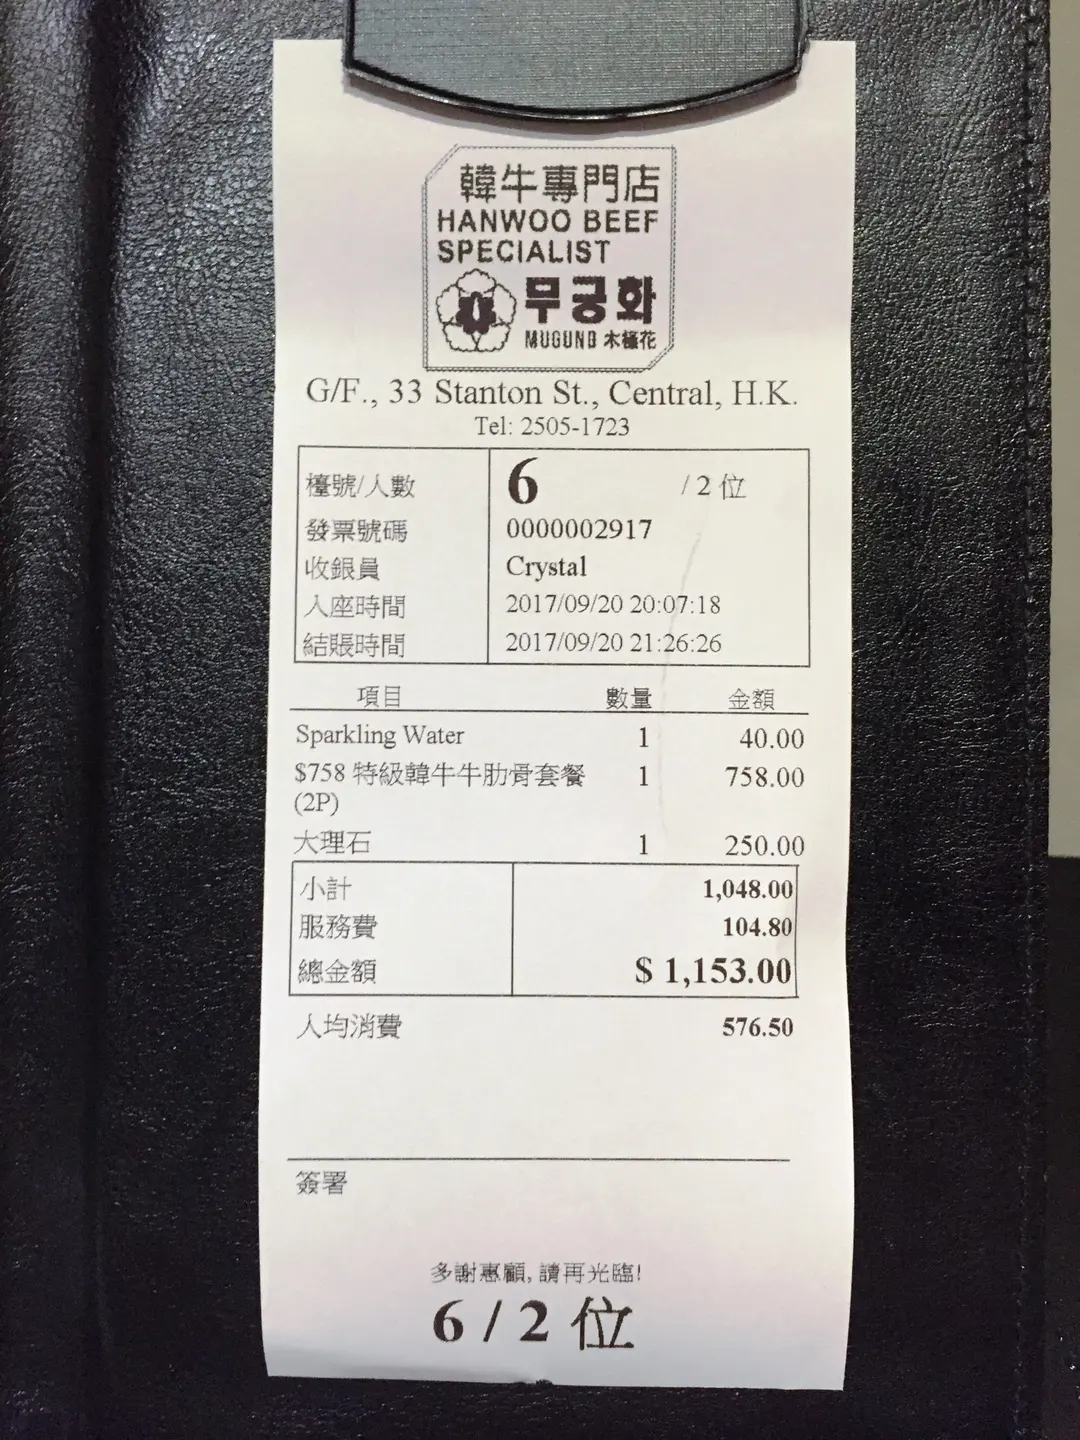 韓牛專門店
HANWOO BEEF
SPECIALIST
무궁화
MUGUNG 木槿花
G/F., 33 Stanton St., Central, H.K.
Tel: 2505-1723
檯號/人數 6 / 2 位
發票號碼 0000002917
收銀員 Crystal
入座時間 2017/09/20 20:07:18
結賬時間 2017/09/20 21:26:26
項目 數量 金額
Sparkling Water 1 40.00
$758 特級韓牛牛肋骨套餐 1 758.00
(2P)
大理石 1 250.00
小計 1,048.00
服務費 104.80
總金額 $ 1,153.00
人均消費 576.50
簽署
多謝惠顧, 請再光臨!
6 / 2 位